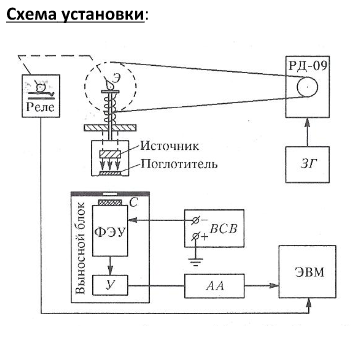 Схема установки:
Э
РД-09
Реле
Источник
Поглотитель
ЗГ
С
Выносной блок
ФЭУ
–
+
ВСВ
У
АА
ЭВМ